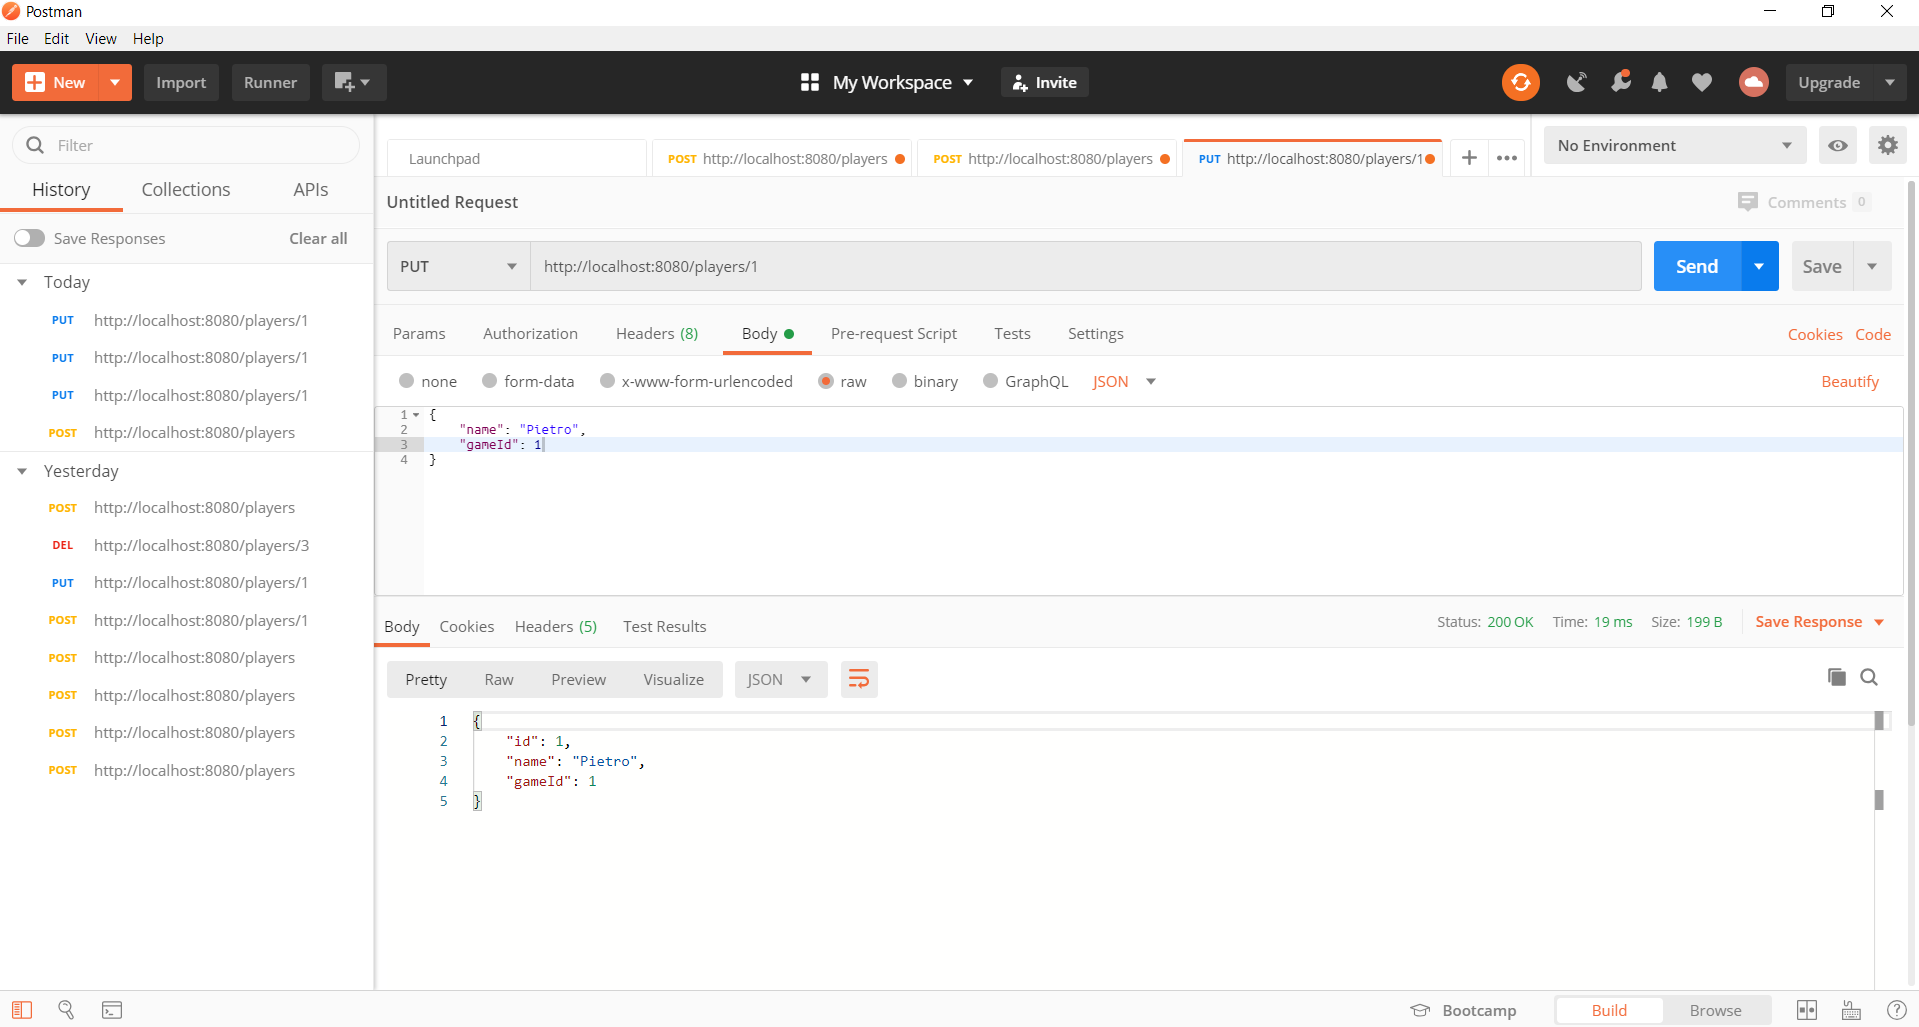 Postman
File Edit View Help
New Import Runner My Workspace Invite Upgrade
Filter
History Collections APIs
Save Responses Clear all
Today
PUT http://localhost:8080/players/1
PUT http://localhost:8080/players/1
PUT http://localhost:8080/players/1
POST http://localhost:8080/players
Yesterday
POST http://localhost:8080/players
DEL http://localhost:8080/players/3
PUT http://localhost:8080/players/1
POST http://localhost:8080/players/1
POST http://localhost:8080/players
POST http://localhost:8080/players
POST http://localhost:8080/players
POST http://localhost:8080/players
Launchpad POST http://localhost:8080/players POST http://localhost:8080/players PUT http://localhost:8080/players/1 No Environment
Untitled Request Comments 0
PUT http://localhost:8080/players/1 Send Save
Params Authorization Headers (8) Body Pre-request Script Tests Settings Cookies Code
none form-data x-www-form-urlencoded raw binary GraphQL JSON Beautify
1 {
2 "name": "Pietro",
3 "gameId": 1
4 }
Body Cookies Headers (5) Test Results Status: 200 OK Time: 19 ms Size: 199 B Save Response
Pretty Raw Preview Visualize JSON
1 {
2 "id": 1,
3 "name": "Pietro",
4 "gameId": 1
5 }
Bootcamp Build Browse